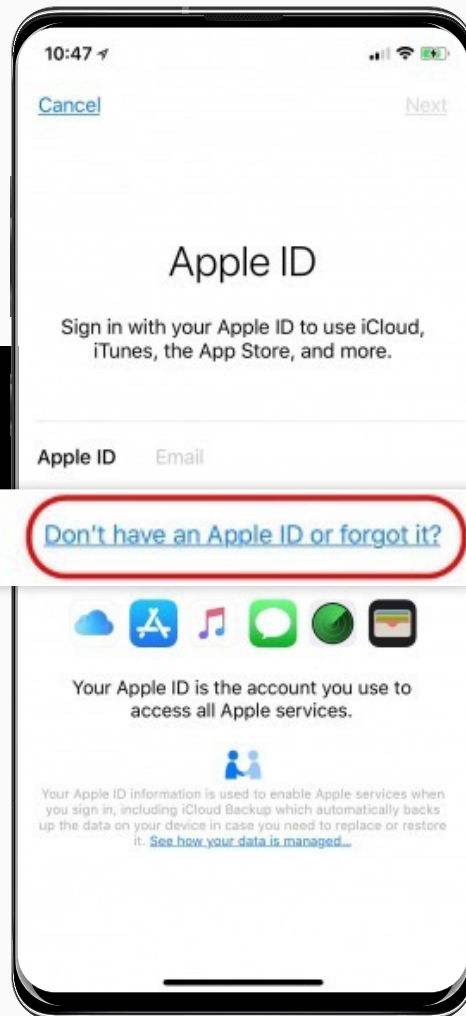 10:47
Cancel
Next
Apple ID
Sign in with your Apple ID to use iCloud,
iTunes, the App Store, and more.
Apple ID Email
Don't have an Apple ID or forgot it?
Your Apple ID is the account you use to
access all Apple services.
Your Apple ID information is used to enable Apple services when
you sign in, including iCloud Backup which automatically backs
up the data on your device in case you need to replace or restore
it. See how your data is managed...